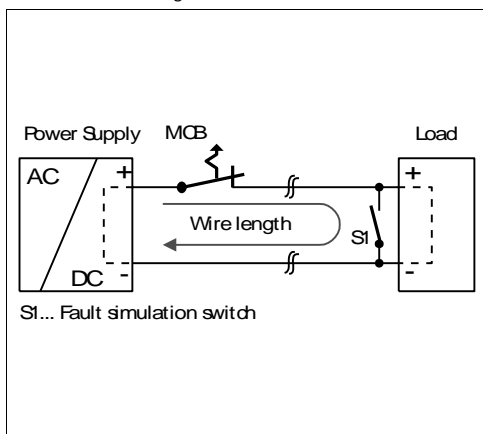 Power Supply MCB Load
AC + +
Wire length
S1
DC - -
S1... Fault simulation switch